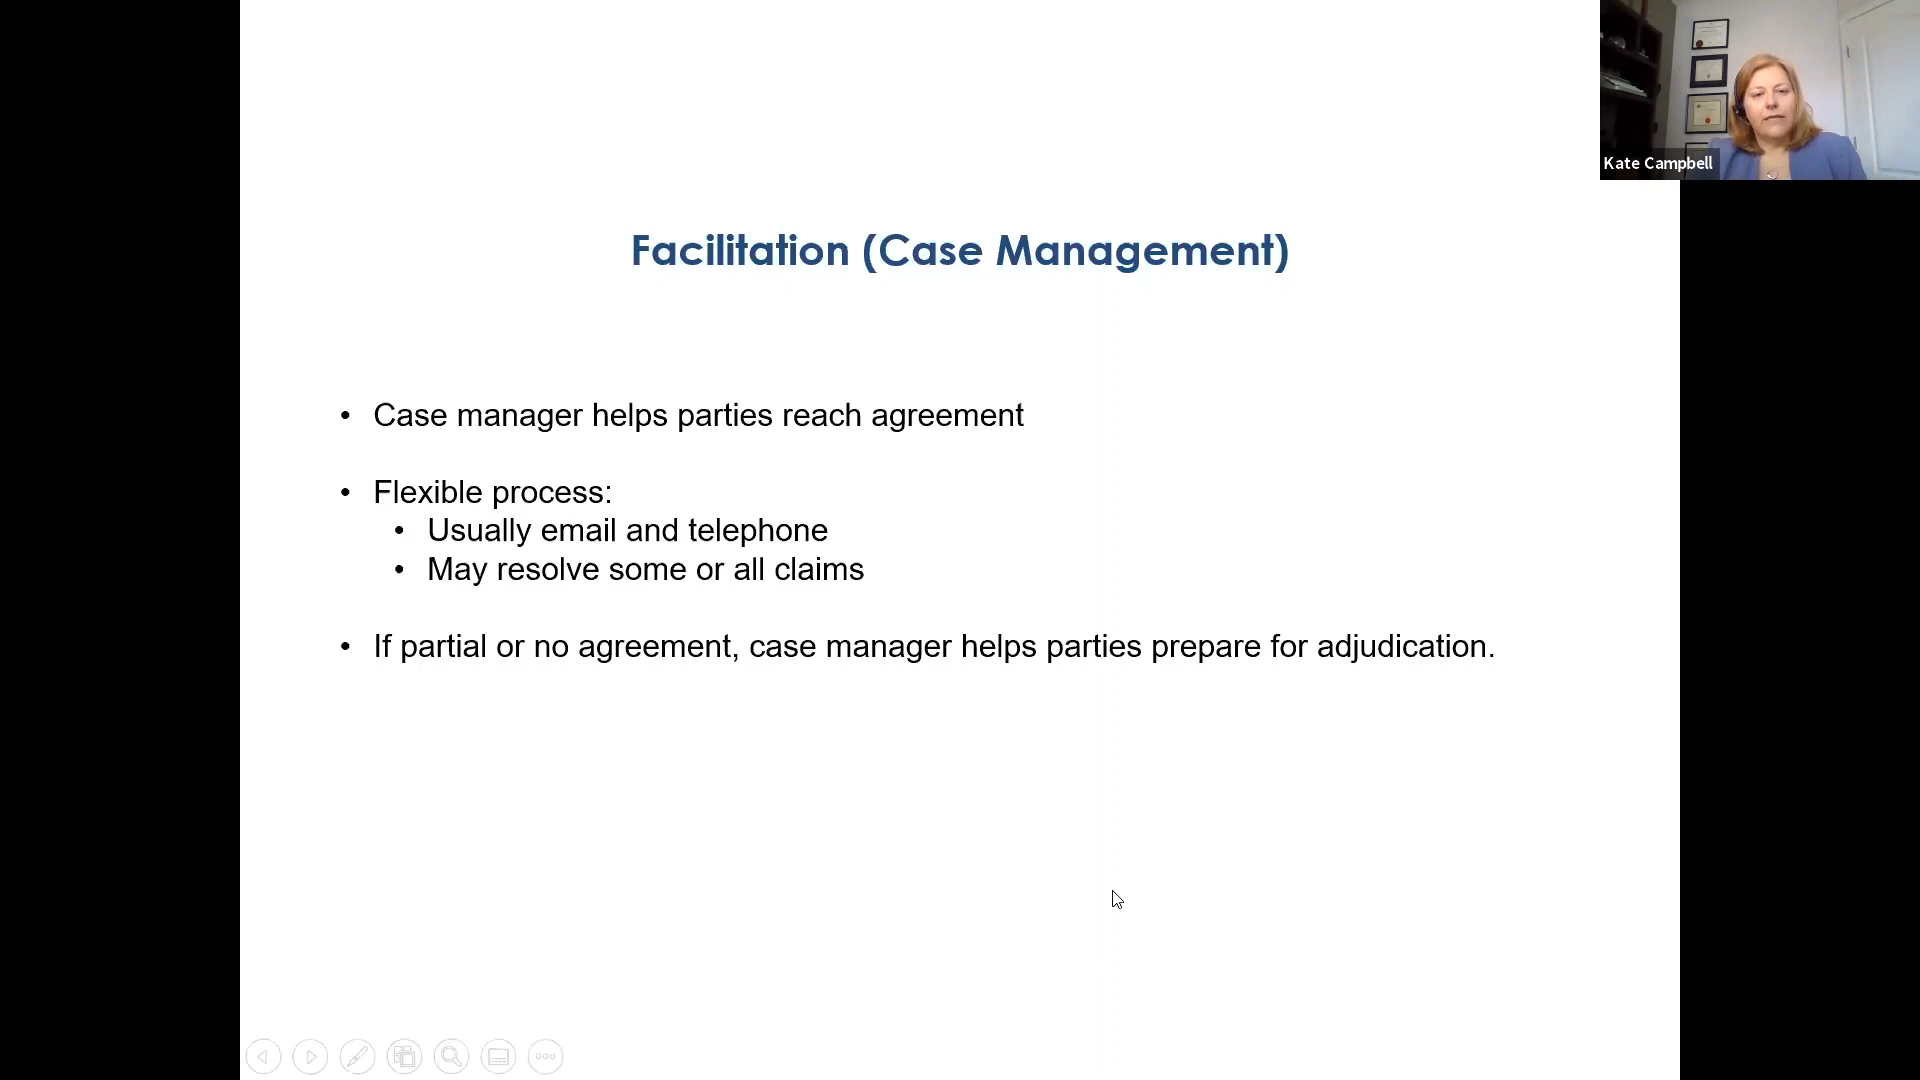 Kate Campbell
Facilitation (Case Management)
• Case manager helps parties reach agreement
• Flexible process:
• Usually email and telephone
• May resolve some or all claims
• If partial or no agreement, case manager helps parties prepare for adjudication.